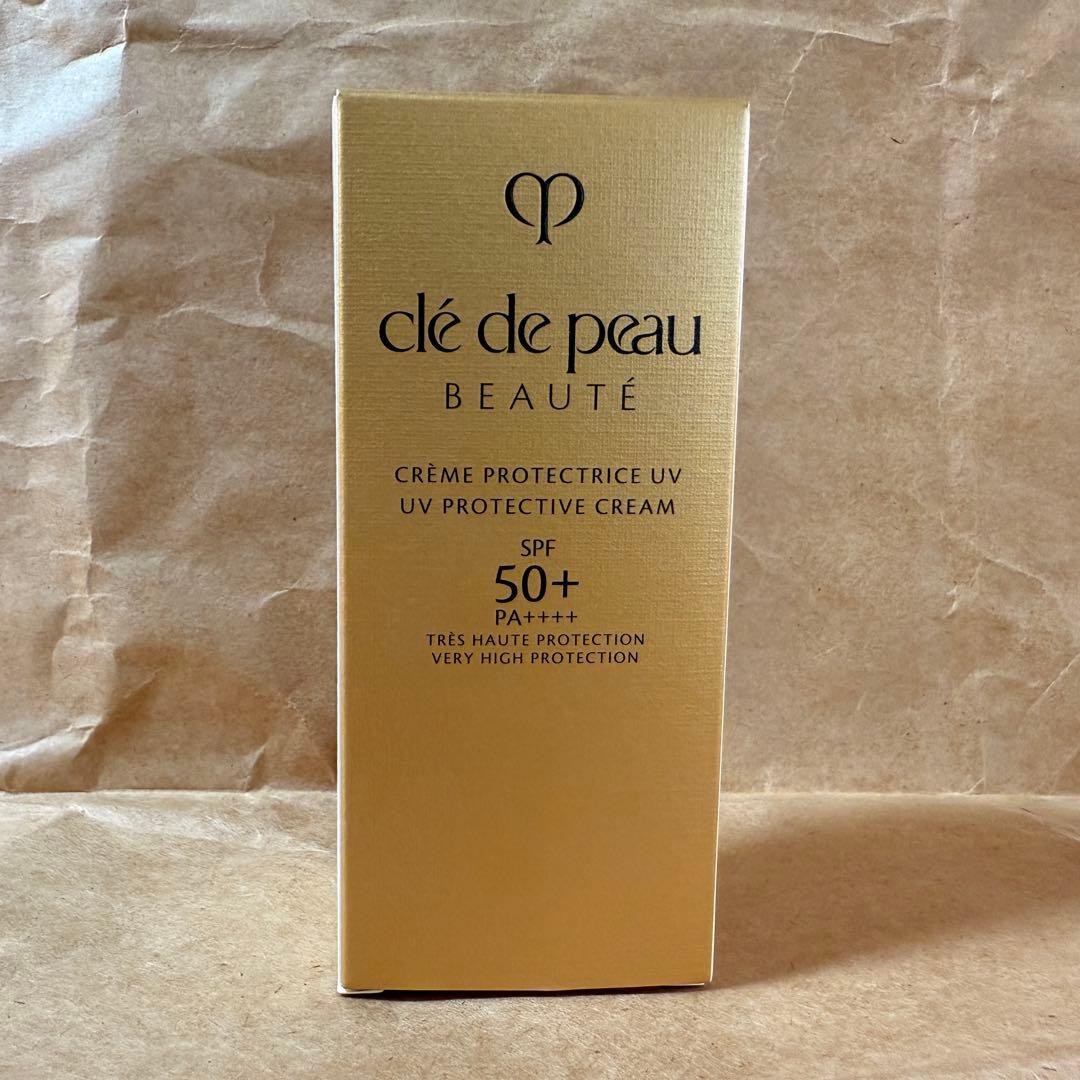 clé de peau
BEAUTÉ
CRÈME PROTECTRICE UV
UV PROTECTIVE CREAM
SPF
50+
PA++++
TRÈS HAUTE PROTECTION
VERY HIGH PROTECTION